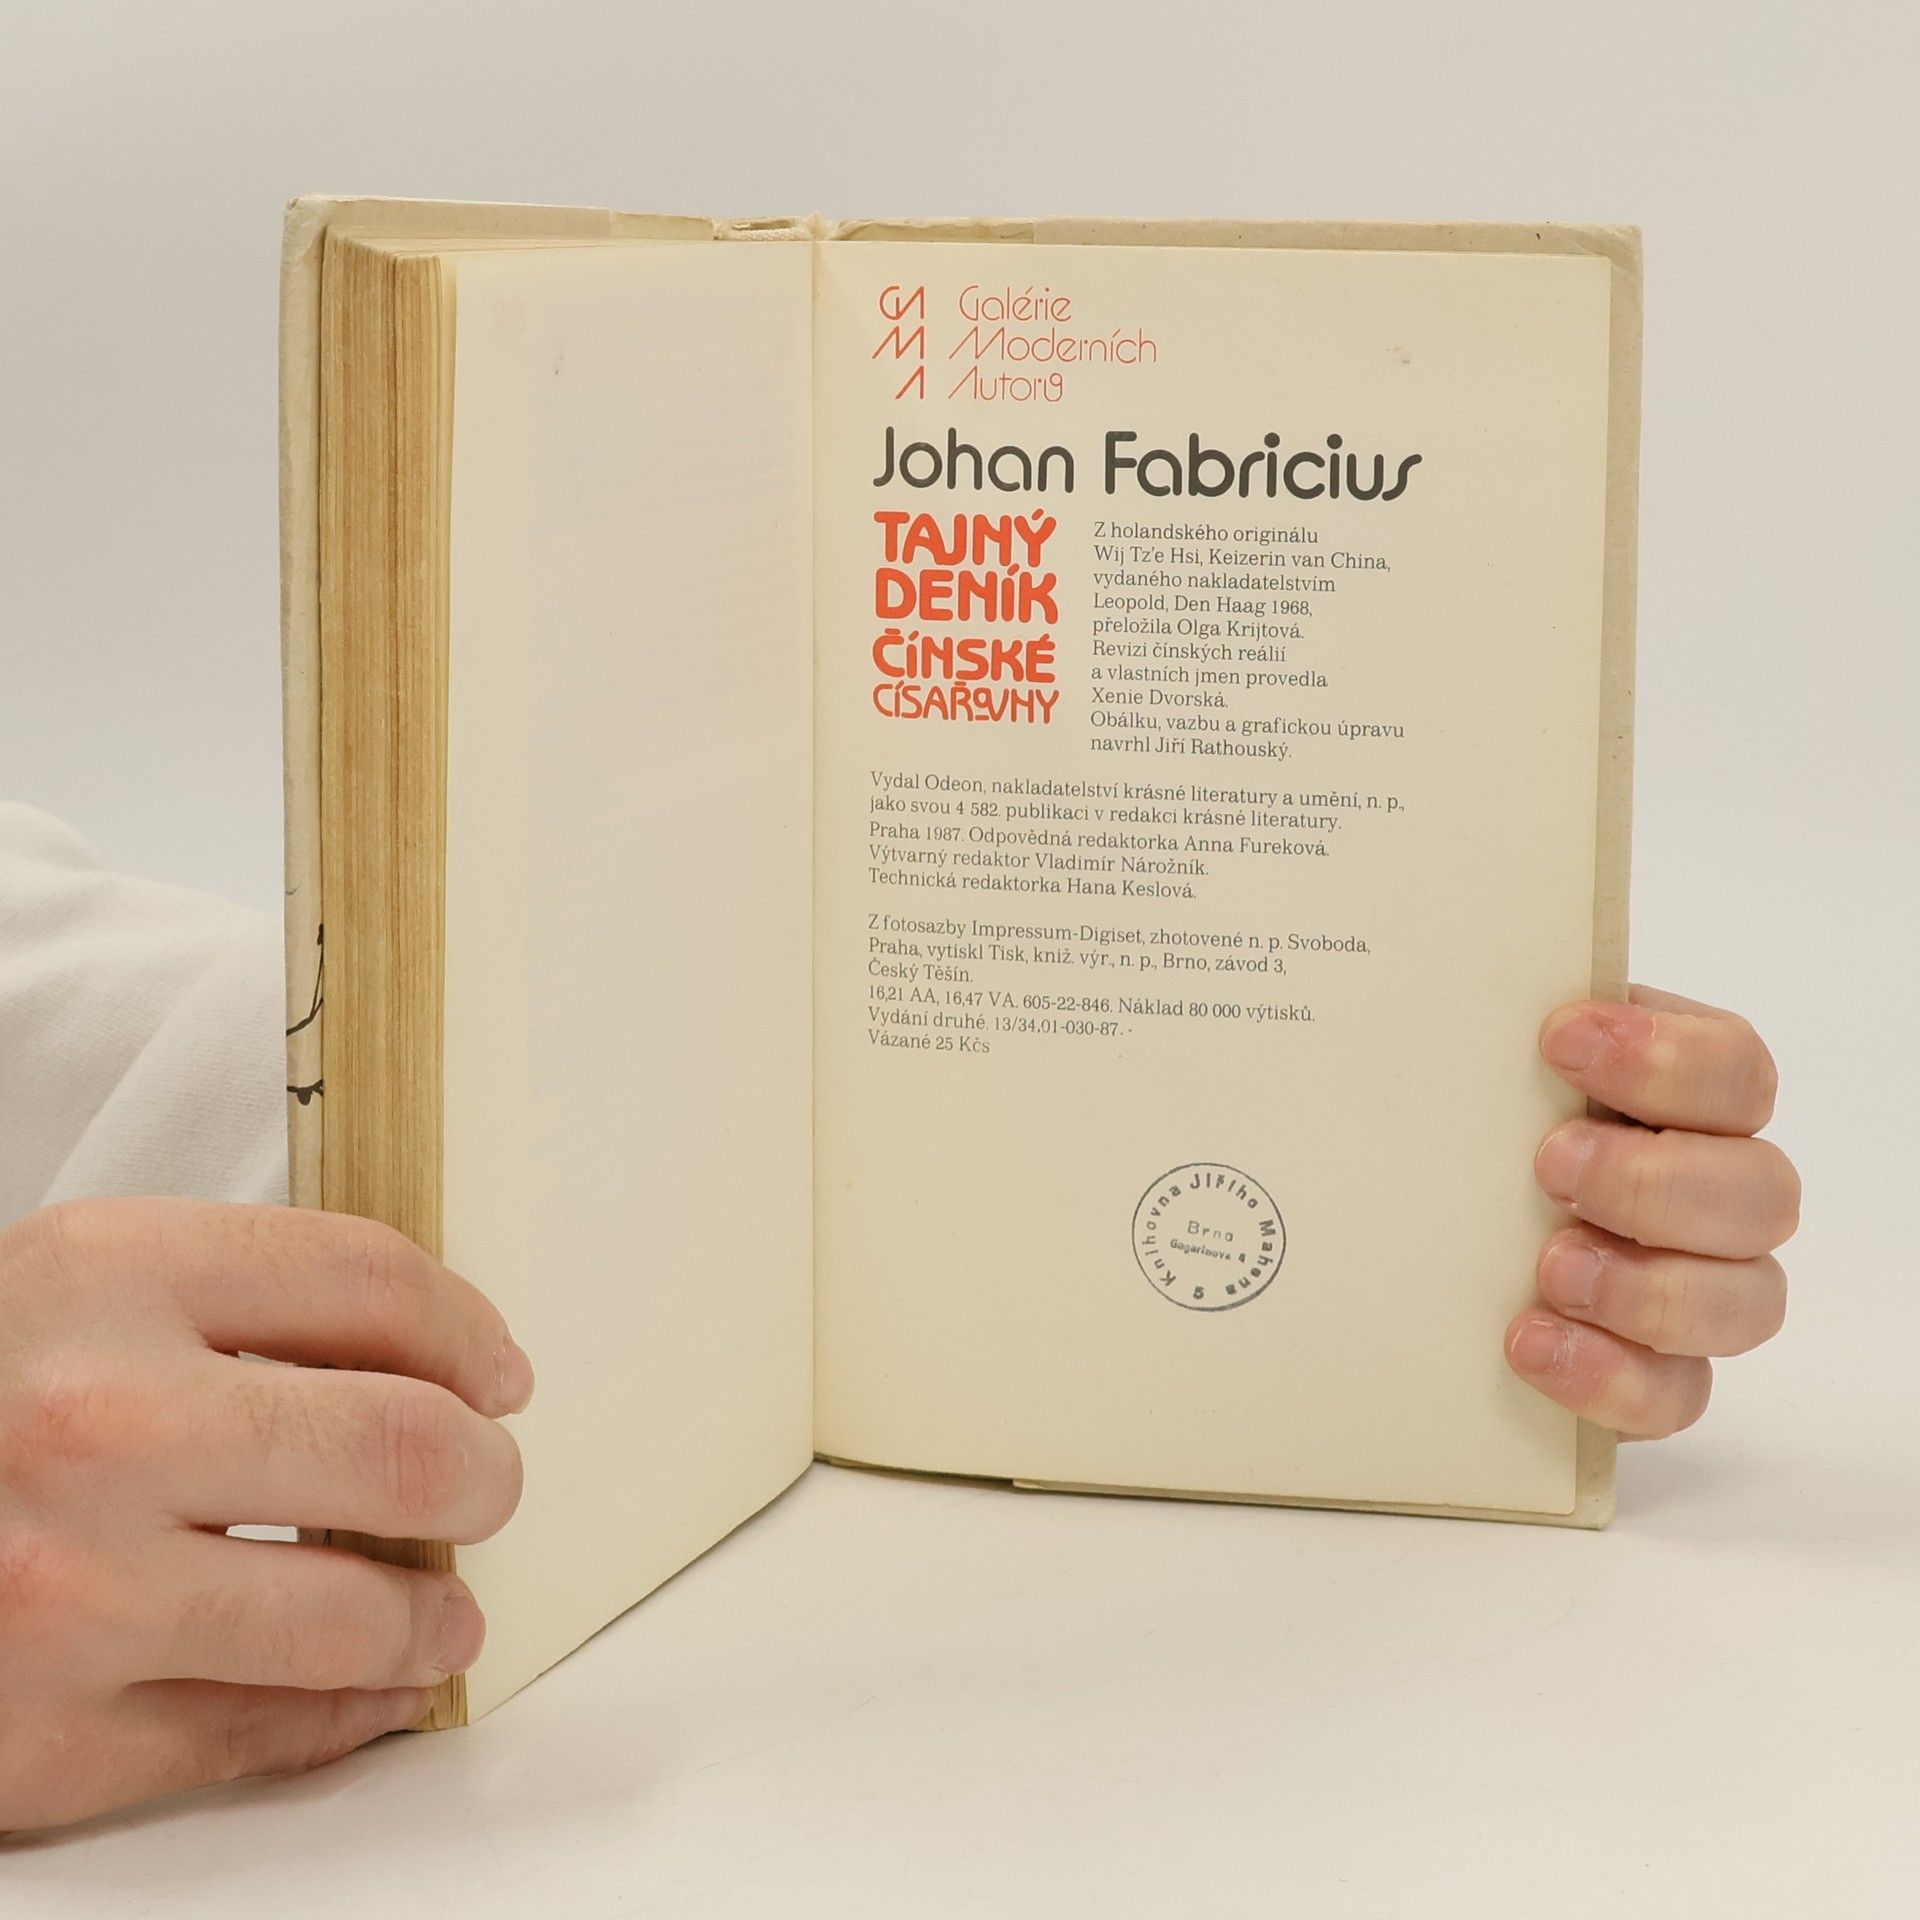 GMA Galérie
Moderních
Autorů
Johan Fabricius
TAJNÝ
DENÍK
ČÍNSKÉ
CÍSAŘOVNY
Z holandského originálu
Wij Tz'e Hsi, Keizerin van China,
vydaného nakladatelstvím
Leopold, Den Haag 1968,
přeložila Olga Krijtová.
Revizi čínských reálií
a vlastních jmen provedla
Xenie Dvorská.
Obálku, vazbu a grafickou úpravu
navrhl Jiří Rathouský.
Vydal Odeon, nakladatelství krásné literatury a umění, n. p.,
jako svou 4 582. publikaci v redakci krásné literatury.
Praha 1987. Odpovědná redaktorka Anna Fureková.
Výtvarný redaktor Vladimír Nárožník.
Technická redaktorka Hana Keslová.
Z fotosazby Impressum-Digiset, zhotovené n. p. Svoboda,
Praha, vytiskl Tisk, kniž. výr., n. p., Brno, závod 3,
Český Těšín.
16,21 AA, 16,47 VA. 605-22-846. Náklad 80 000 výtisků.
Vydání druhé. 13/34.01-030-87. -
Vázané 25 Kčs
Knihovna Jiřího Mahena
Brno
Gagarinova
5